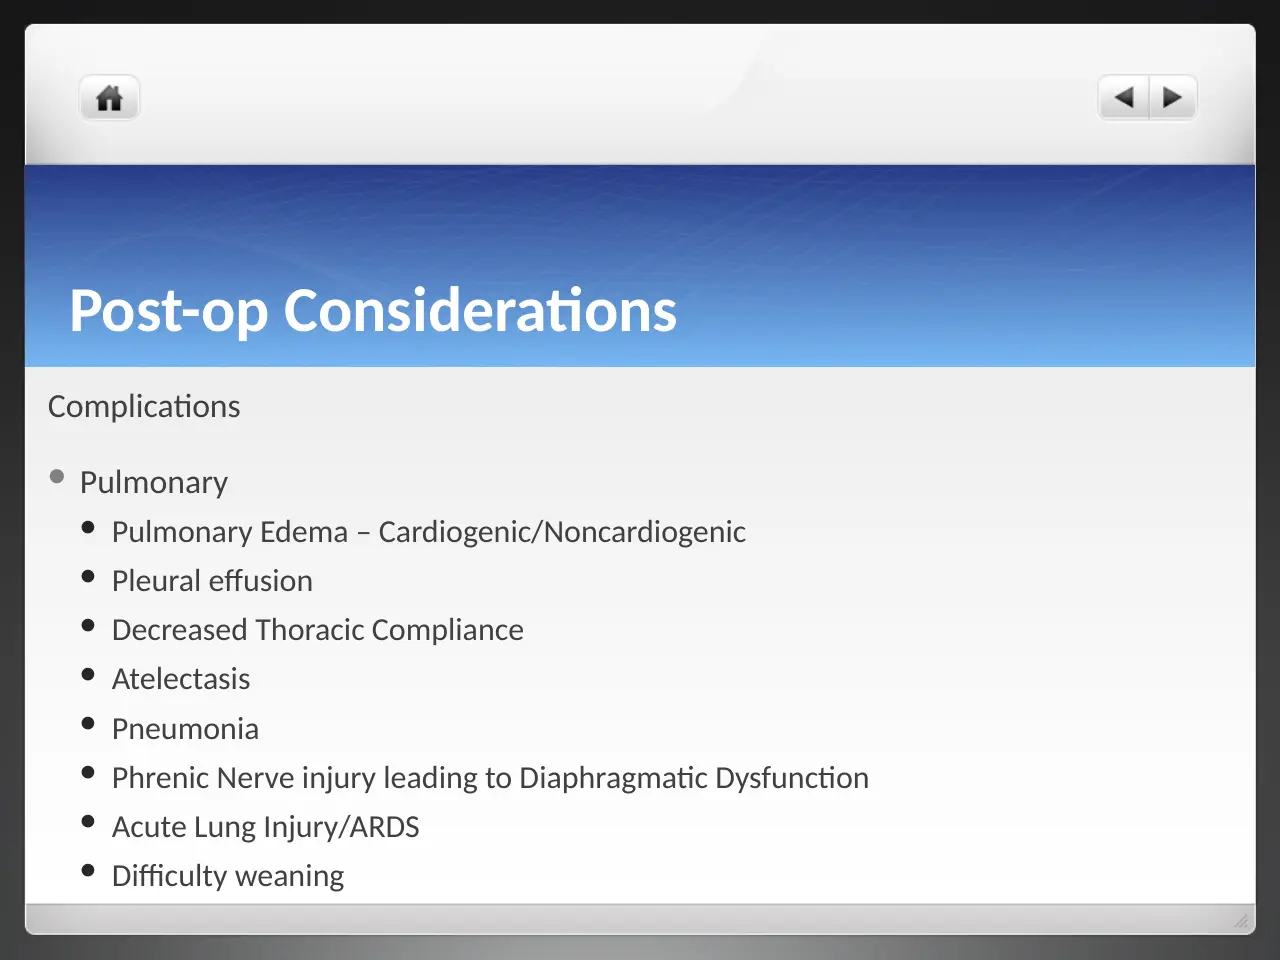 Post-op Considerations
Complications
• Pulmonary
• Pulmonary Edema – Cardiogenic/Noncardiogenic
• Pleural effusion
• Decreased Thoracic Compliance
• Atelectasis
• Pneumonia
• Phrenic Nerve injury leading to Diaphragmatic Dysfunction
• Acute Lung Injury/ARDS
• Difficulty weaning